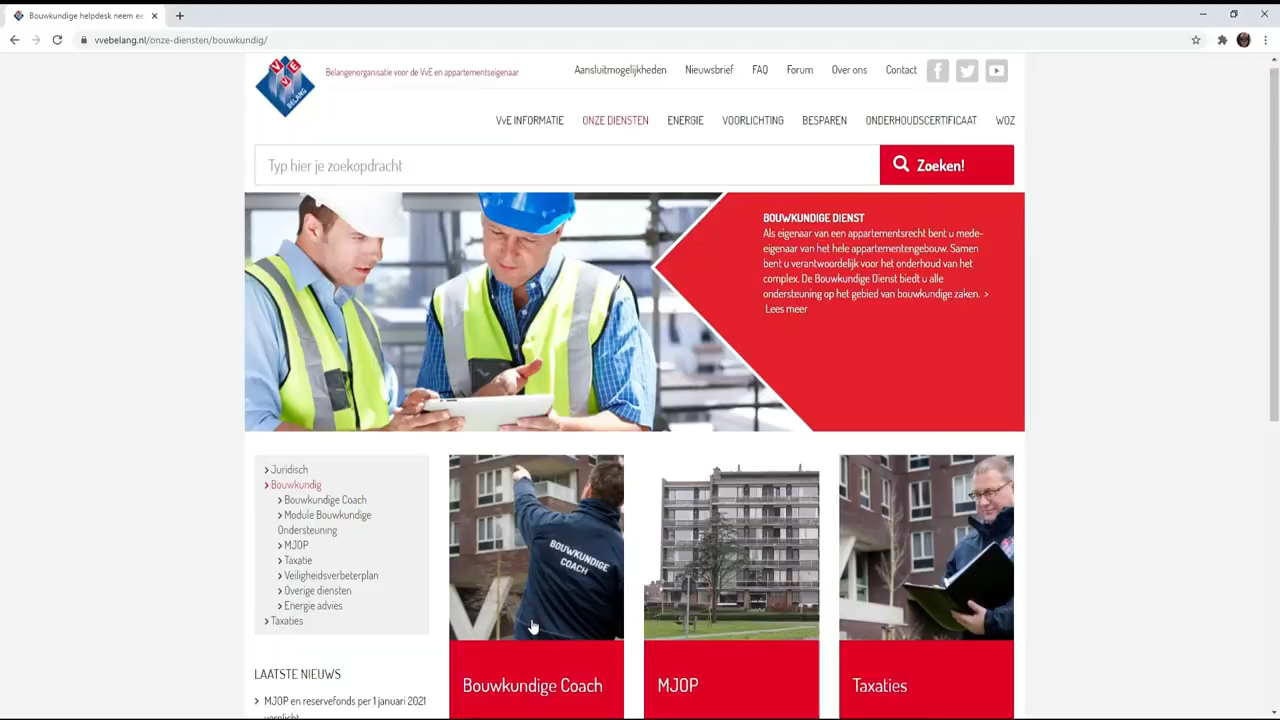 Bouwkundige helpdesk neem ee
vvebelang.nl/onze-diensten/bouwkundig/
VVE
BELANG
Belangenorganisatie voor de VvE en appartementseigenaar
Aansluitmogelijkheden Nieuwsbrief FAQ Forum Over ons Contact
VvE INFORMATIE ONZE DIENSTEN ENERGIE VOORLICHTING BESPAREN ONDERHOUDSCERTIFICAAT WOZ
Typ hier je zoekopdracht
Zoeken!
BOUWKUNDIGE DIENST
Als eigenaar van een appartementsrecht bent u mede-
eigenaar van het hele appartementengebouw. Samen
bent u verantwoordelijk voor het onderhoud van het
complex. De Bouwkundige Dienst biedt u alle
ondersteuning op het gebied van bouwkundige zaken. >
Lees meer
> Juridisch
> Bouwkundig
> Bouwkundige Coach
> Module Bouwkundige
Ondersteuning
> MJOP
> Taxatie
> Veiligheidsverbeterplan
> Overige diensten
> Energie advies
> Taxaties
LAATSTE NIEUWS
> MJOP en reservefonds per 1 januari 2021
verplicht
BOUWKUNDIGE
COACH
Bouwkundige Coach
MJOP
Taxaties